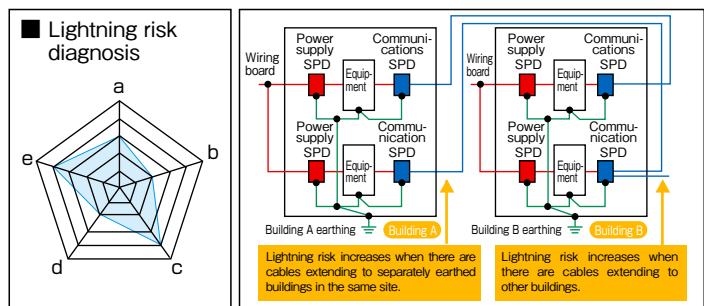 ■ Lightning risk
diagnosis
a
b
c
d
e
Power
supply
SPD
Communi-
cations
SPD
Wiring
board
Equip-
ment
Power
supply
SPD
Commu-
nication
SPD
Equip
ment
Building A earthing
Building A
Lightning risk increases when there are
cables extending to separately earthed
buildings in the same site.
Power
supply
SPD
Communi-
cations
SPD
Wiring
board
Equip-
ment
Power
supply
SPD
Commu-
nication
SPD
Equip
ment
Building B earthing
Building B
Lightning risk increases when
there are cables extending to
other buildings.